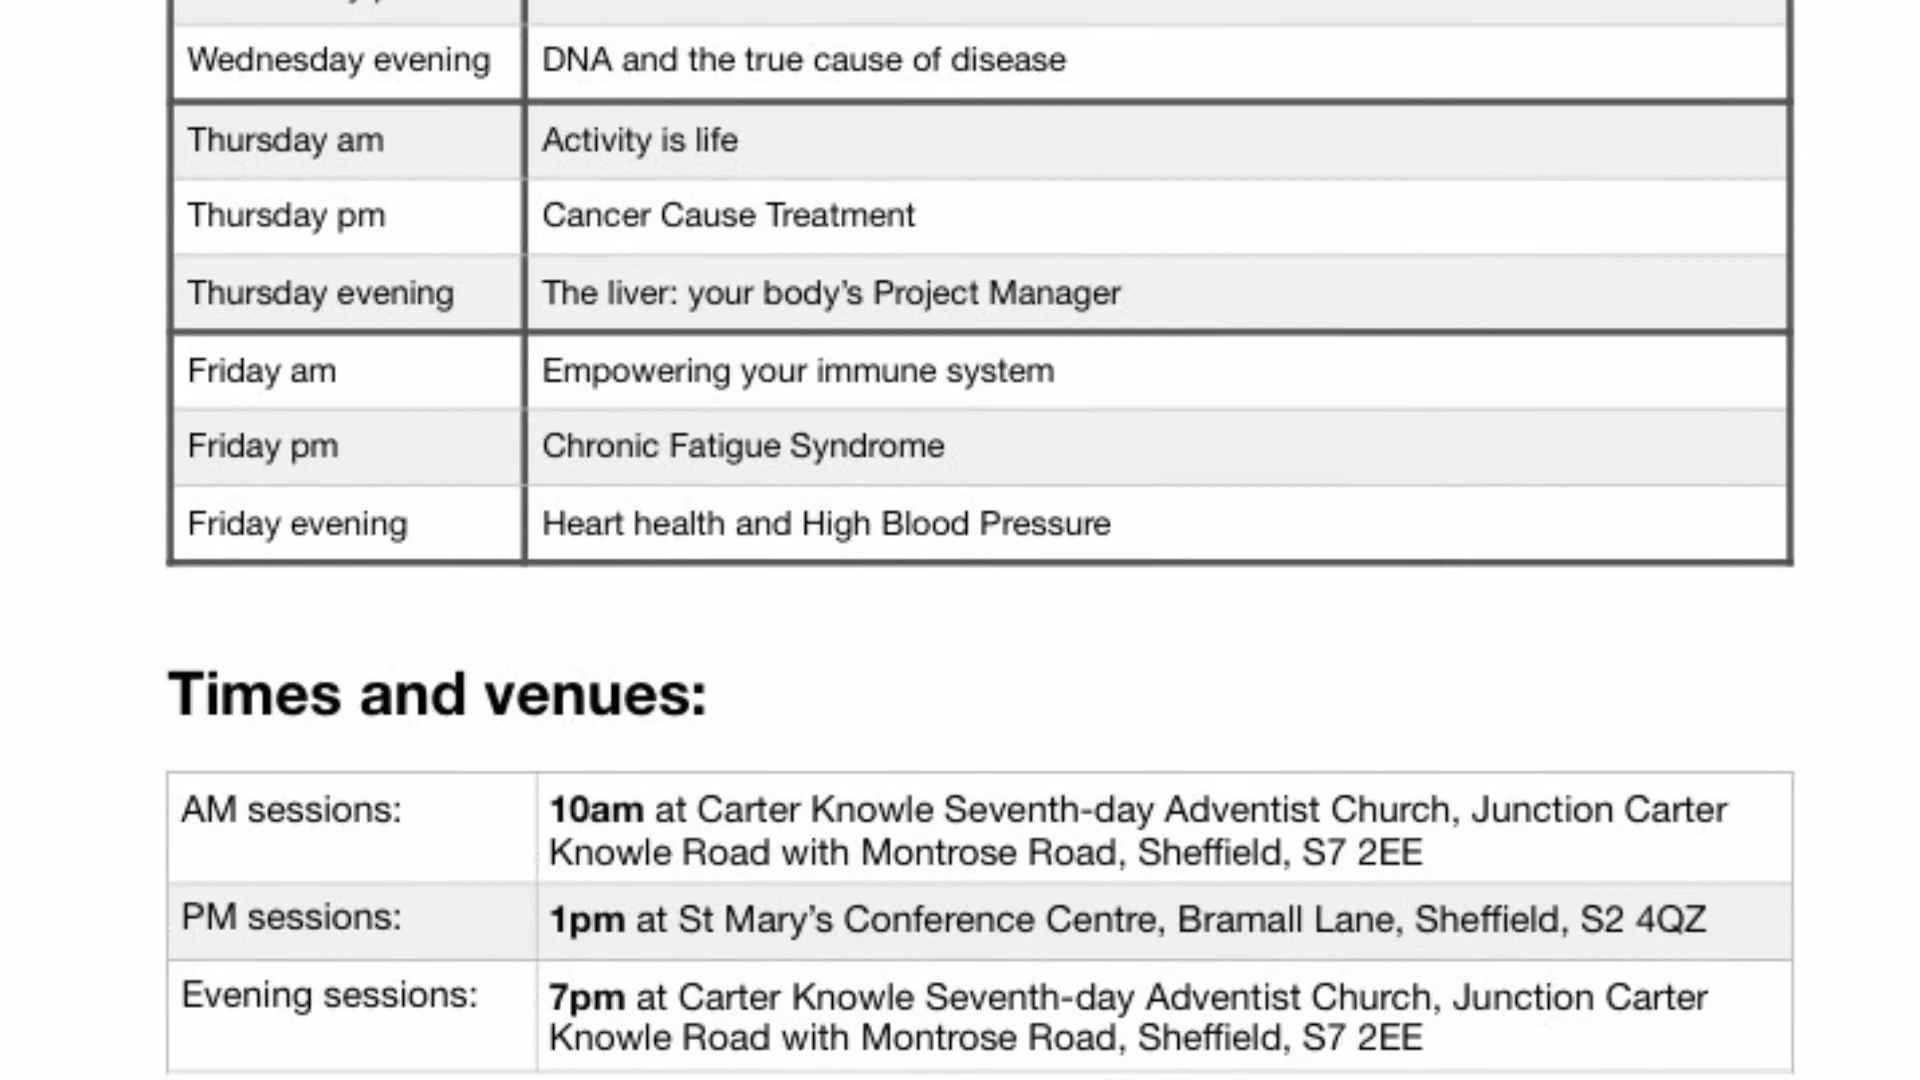 Wednesday evening DNA and the true cause of disease
Thursday am Activity is life
Thursday pm Cancer Cause Treatment
Thursday evening The liver: your body’s Project Manager
Friday am Empowering your immune system
Friday pm Chronic Fatigue Syndrome
Friday evening Heart health and High Blood Pressure
Times and venues:
AM sessions: 10am at Carter Knowle Seventh-day Adventist Church, Junction Carter
Knowle Road with Montrose Road, Sheffield, S7 2EE
PM sessions: 1pm at St Mary’s Conference Centre, Bramall Lane, Sheffield, S2 4QZ
Evening sessions: 7pm at Carter Knowle Seventh-day Adventist Church, Junction Carter
Knowle Road with Montrose Road, Sheffield, S7 2EE